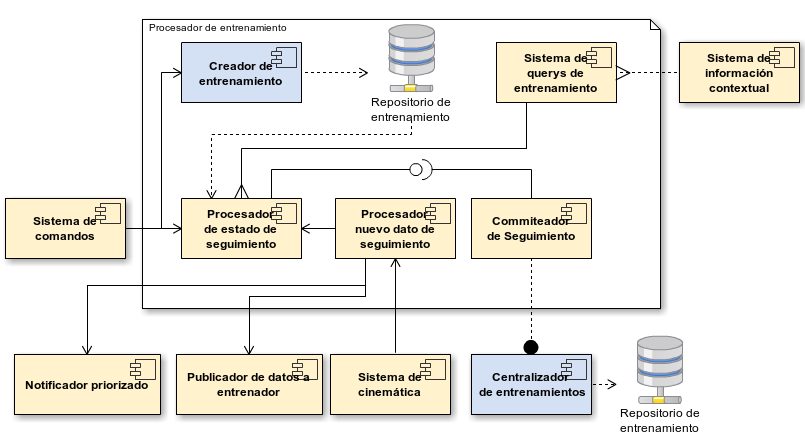 Procesador de entrenamiento
Creador de
entrenamiento
Repositorio de
entrenamiento
Sistema de
querys de
entrenamiento
Sistema de
información
contextual
Sistema de
comandos
Procesador
de estado de
seguimiento
Procesador
nuevo dato de
seguimiento
Commiteador
de Seguimiento
Notificador priorizado
Publicador de datos a
entrenador
Sistema de
cinemática
Centralizador
de entrenamientos
Repositorio de
entrenamiento